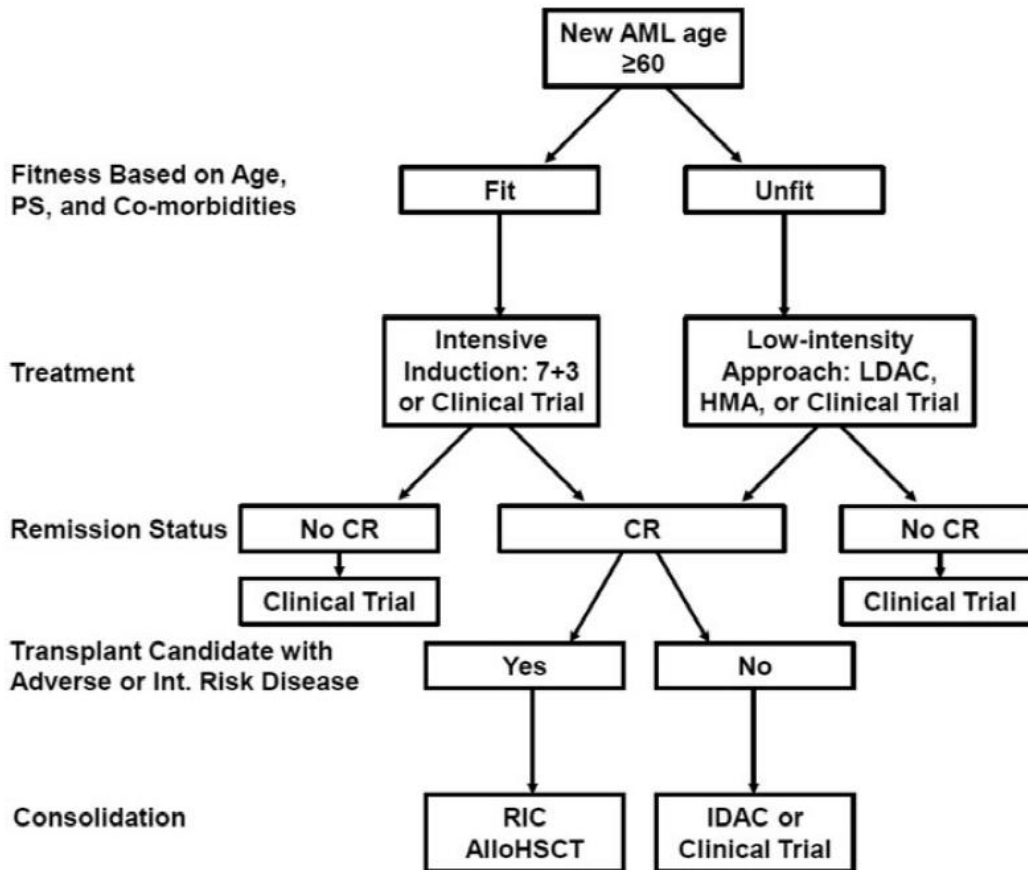 New AML age
≥60
Fitness Based on Age,
PS, and Co-morbidities
Fit
Unfit
Treatment
Intensive
Induction: 7+3
or Clinical Trial
Low-intensity
Approach: LDAC,
HMA, or Clinical Trial
Remission Status
No CR
CR
No CR
Clinical Trial
Clinical Trial
Transplant Candidate with
Adverse or Int. Risk Disease
Yes
No
Consolidation
RIC
AlloHSCT
IDAC or
Clinical Trial